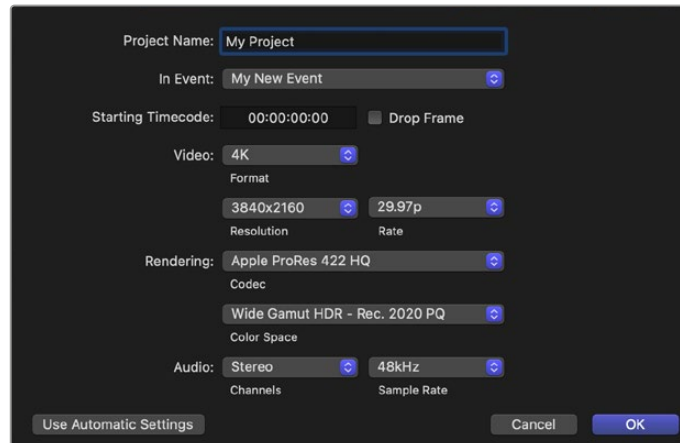 Project Name: My Project
In Event: My New Event
Starting Timecode: 00:00:00:00 Drop Frame
Video: 4K
Format
3840x2160 29.97p
Resolution Rate
Rendering: Apple ProRes 422 HQ
Codec
Wide Gamut HDR - Rec. 2020 PQ
Color Space
Audio: Stereo 48kHz
Channels Sample Rate
Use Automatic Settings Cancel OK